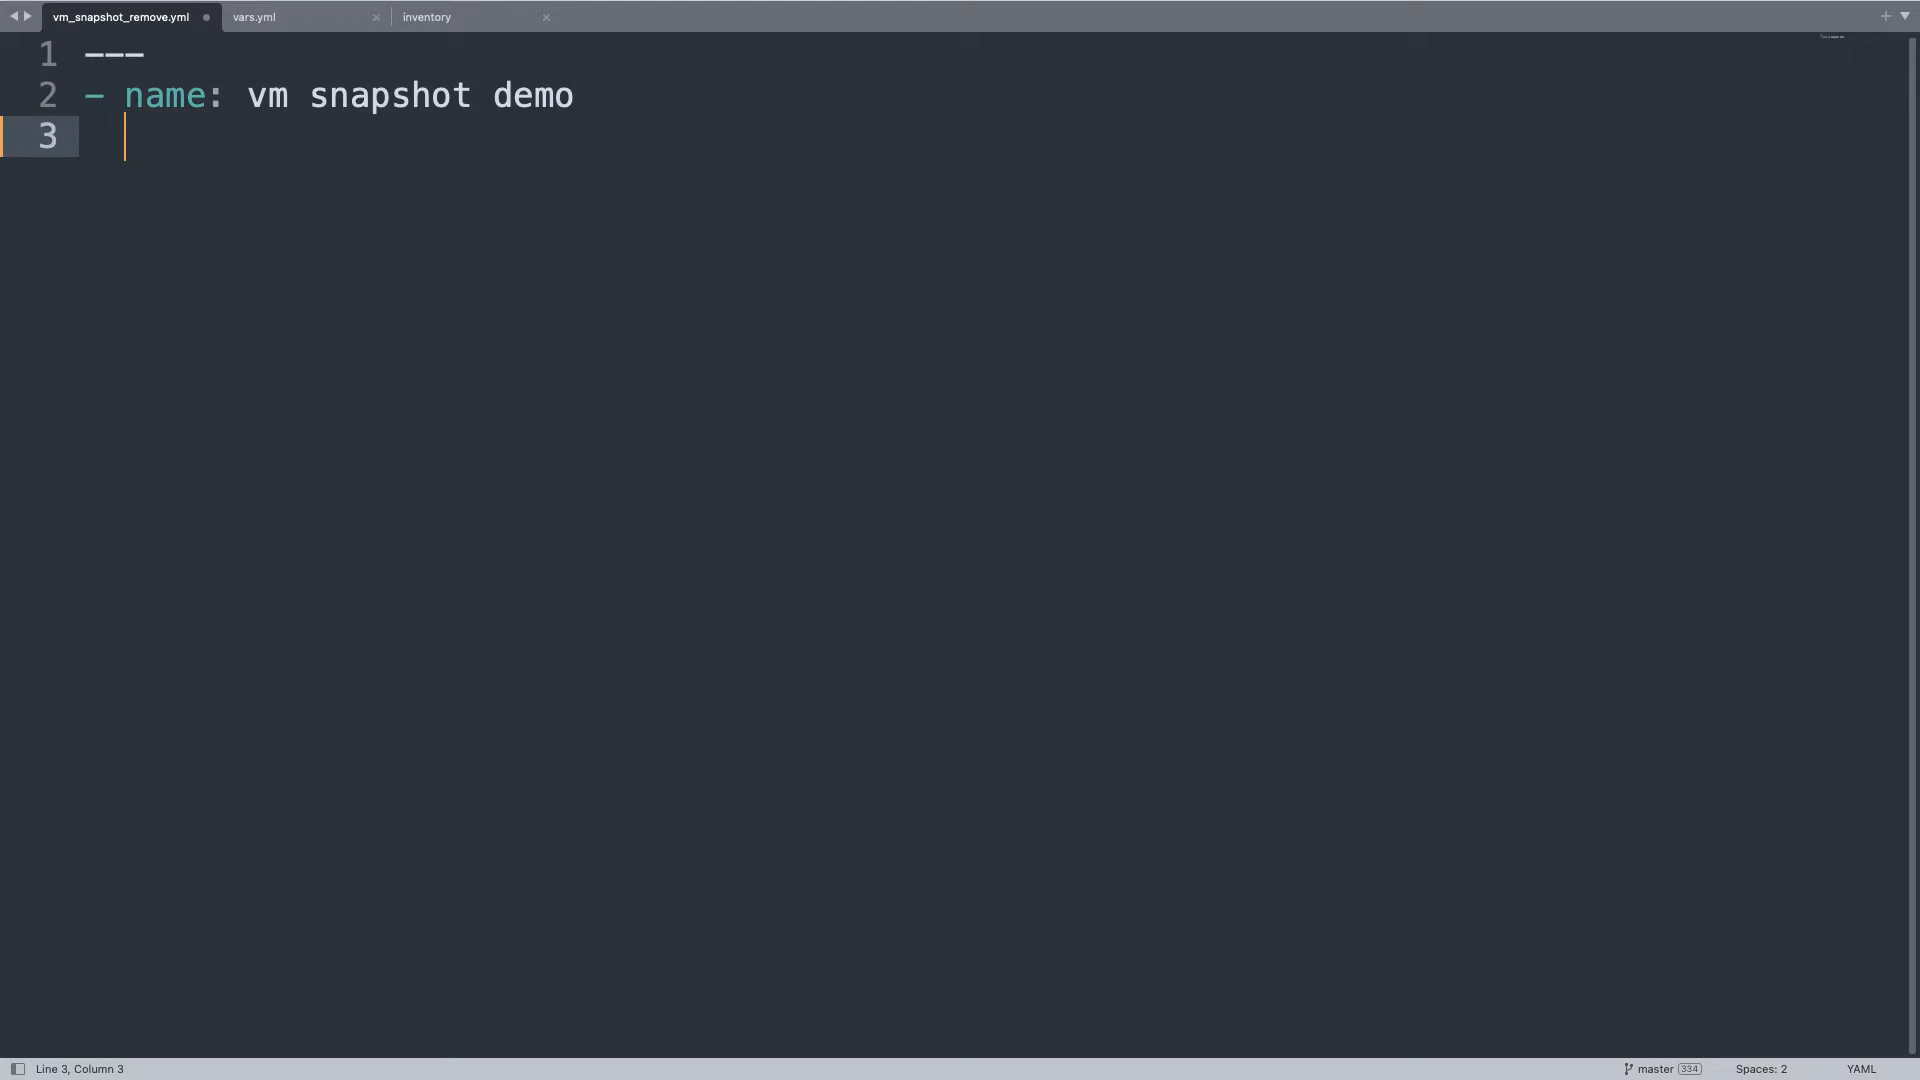 vm_snapshot_remove.yml vars.yml inventory
1 ---
2 - name: vm snapshot demo
3
Line 3, Column 3 master 334 Spaces: 2 YAML